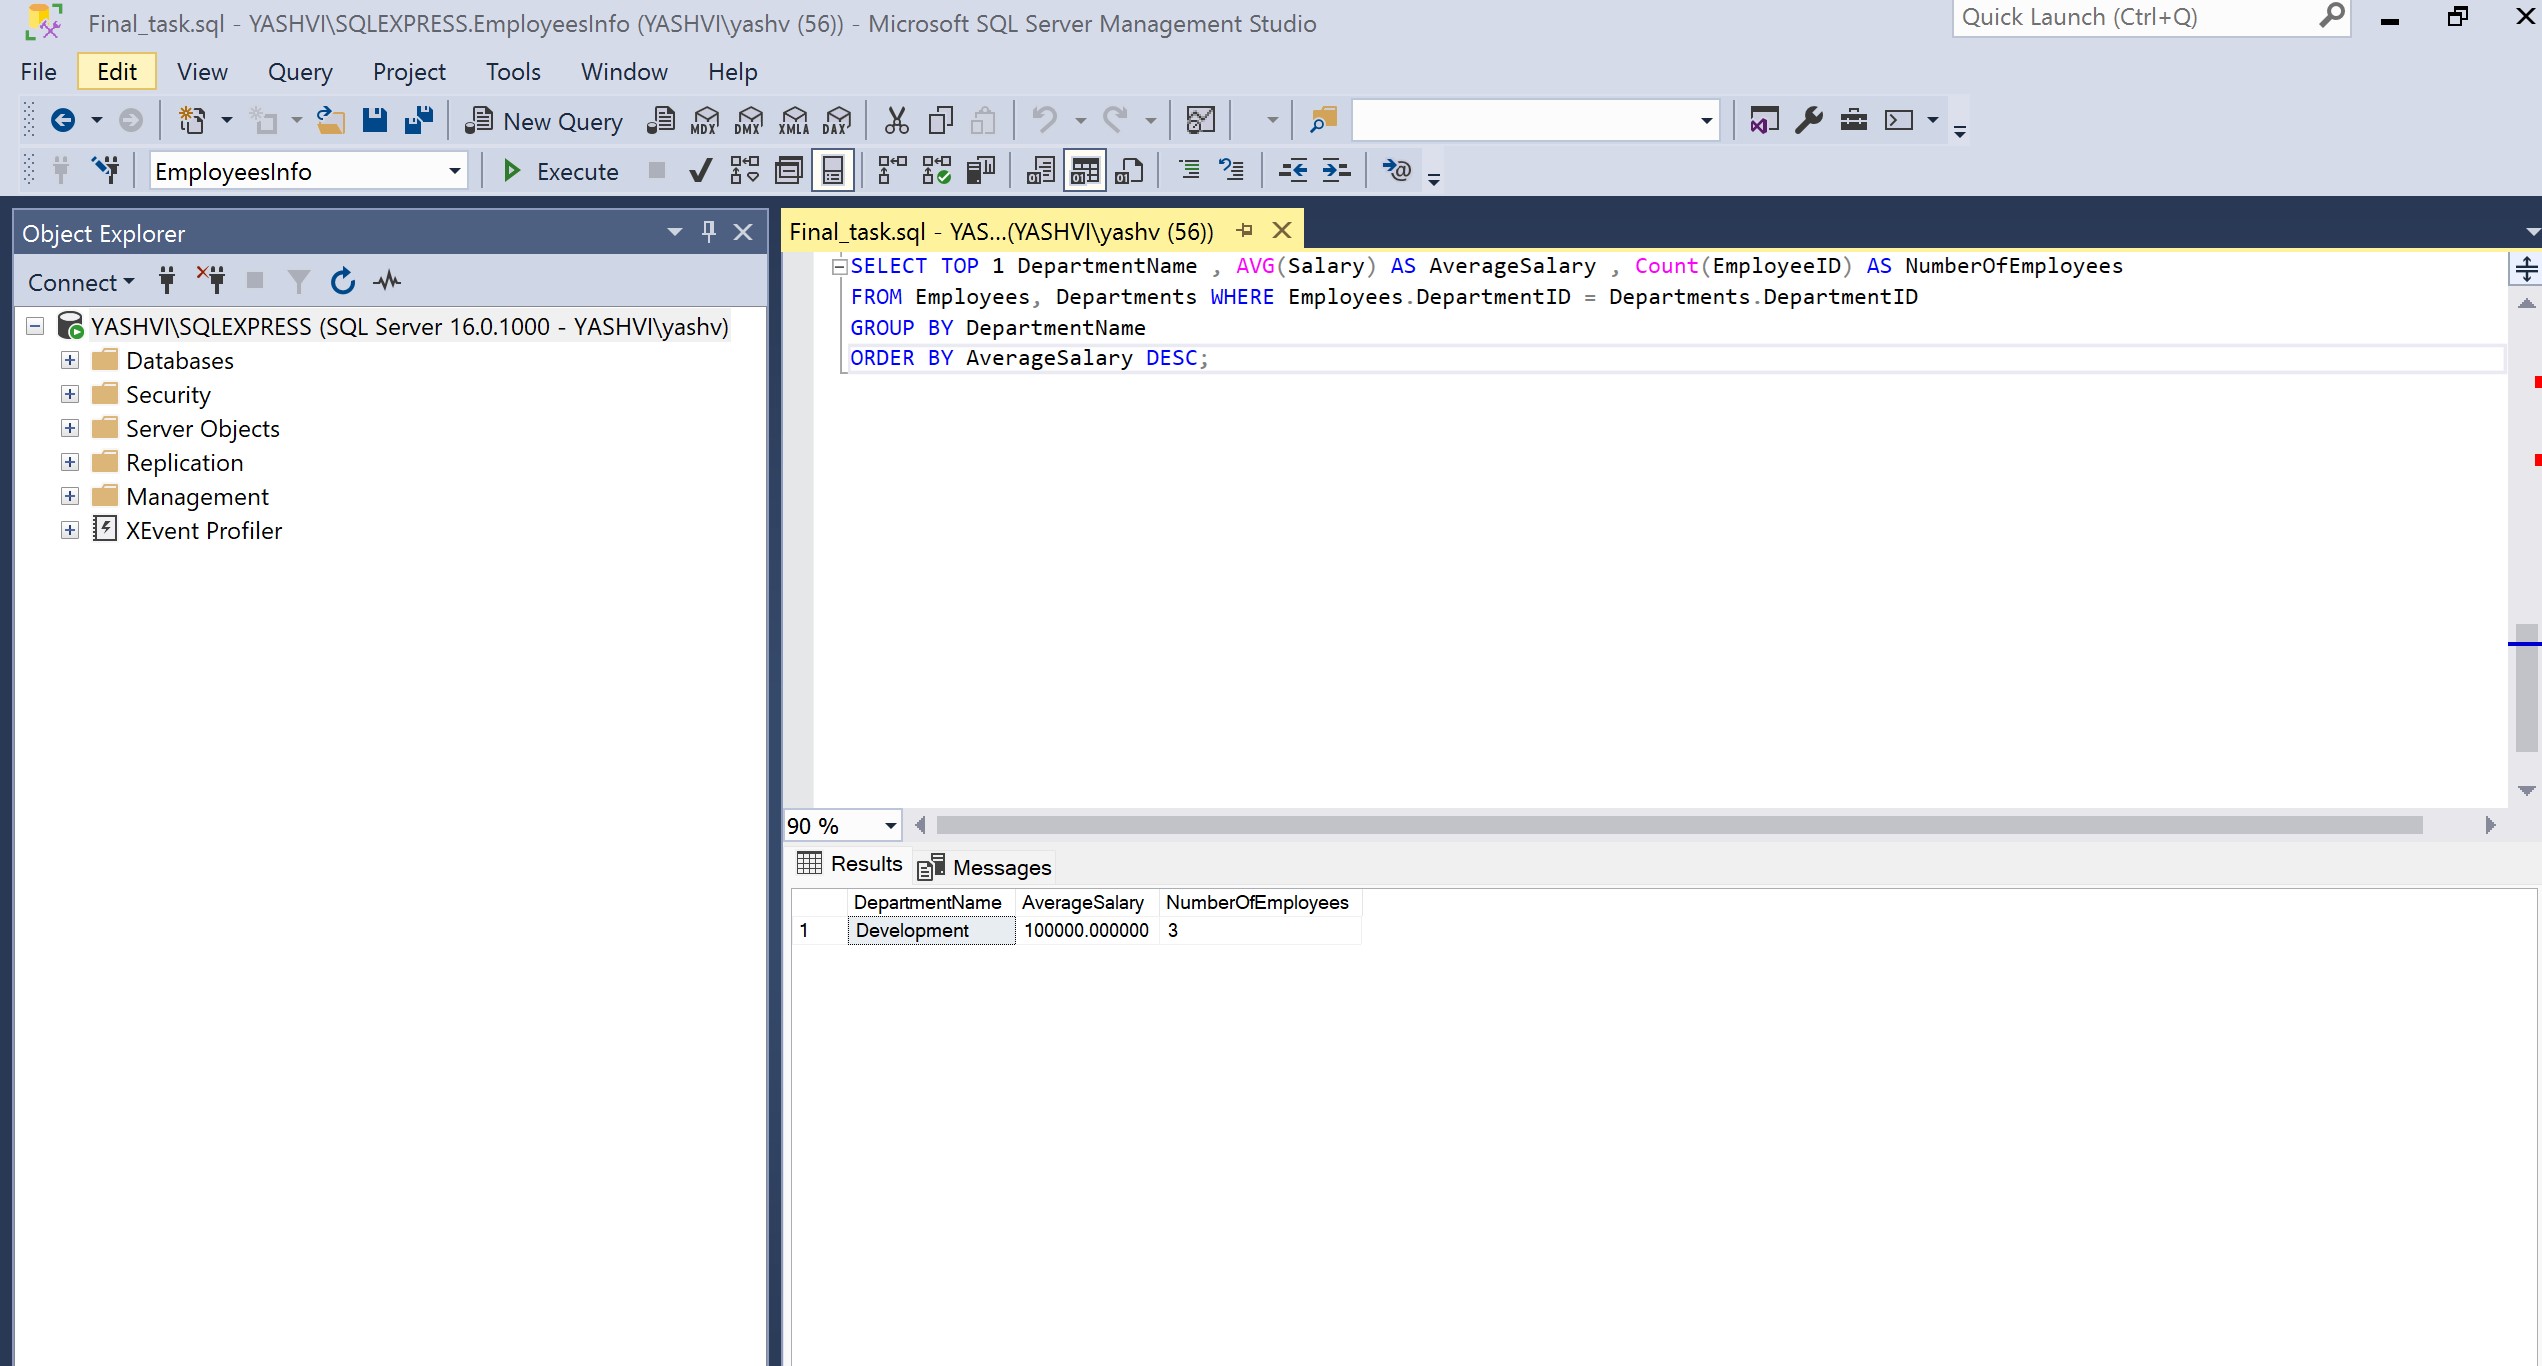 Final_task.sql - YASHVI\SQLEXPRESS.EmployeesInfo (YASHVI\yashv (56)) - Microsoft SQL Server Management Studio
Quick Launch (Ctrl+Q)
File Edit View Query Project Tools Window Help
New Query MDX DMX XMLA DAX
EmployeesInfo Execute
Object Explorer
Connect
YASHVI\SQLEXPRESS (SQL Server 16.0.1000 - YASHVI\yashv)
Databases
Security
Server Objects
Replication
Management
XEvent Profiler
Final_task.sql - YAS...(YASHVI\yashv (56))
SELECT TOP 1 DepartmentName , AVG(Salary) AS AverageSalary , Count(EmployeeID) AS NumberOfEmployees
FROM Employees, Departments WHERE Employees.DepartmentID = Departments.DepartmentID
GROUP BY DepartmentName
ORDER BY AverageSalary DESC;
90 %
Results Messages
DepartmentName AverageSalary NumberOfEmployees
1 Development 100000.000000 3